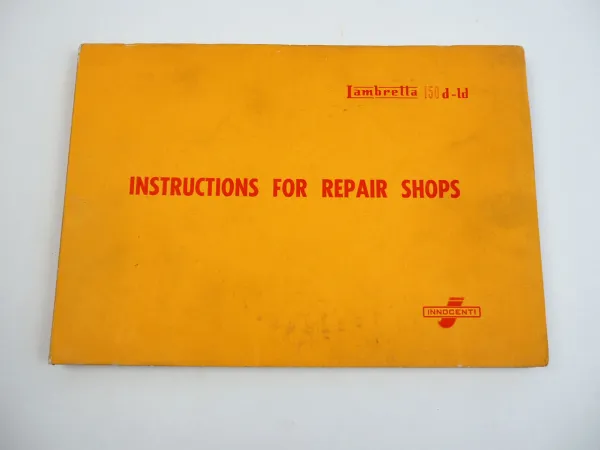 Lambretta 150 d-ld
INSTRUCTIONS FOR REPAIR SHOPS
INNOCENTI